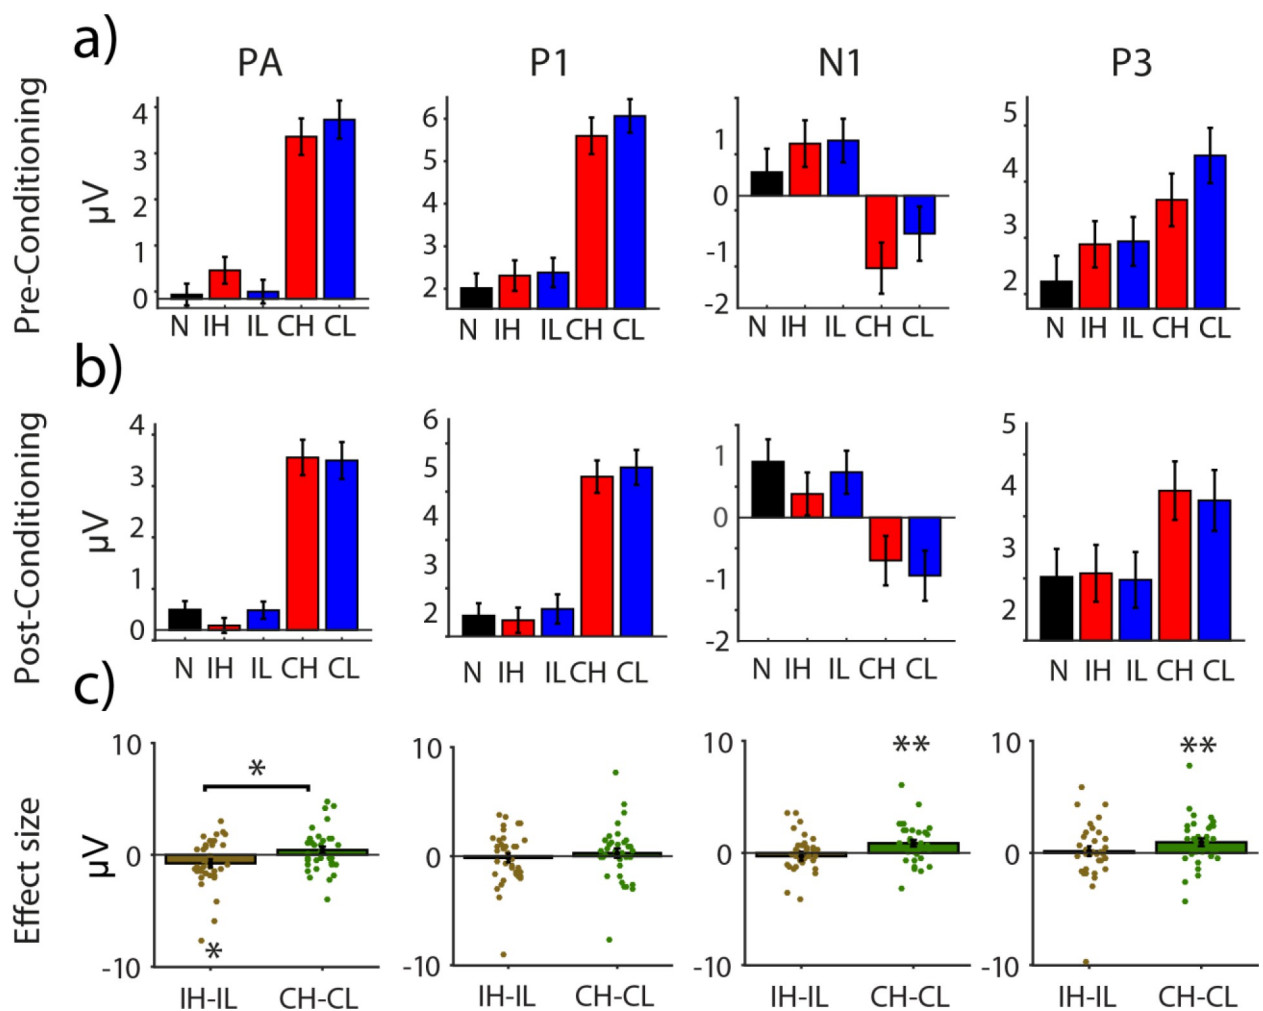 a)
PA P1 N1 P3
Pre-Conditioning
µV
4
3
2
1
0
N IH IL CH CL
6
5
4
3
2
N IH IL CH CL
1
0
-1
-2
N IH IL CH CL
5
4
3
2
N IH IL CH CL
b)
Post-Conditioning
µV
4
3
2
1
0
N IH IL CH CL
6
5
4
3
2
N IH IL CH CL
1
0
-1
-2
N IH IL CH CL
5
4
3
2
N IH IL CH CL
c)
Effect size
µV
10
0
-10
*
*
IH-IL CH-CL
10
0
-10
IH-IL CH-CL
10
0
-10
**
IH-IL CH-CL
10
0
-10
**
IH-IL CH-CL